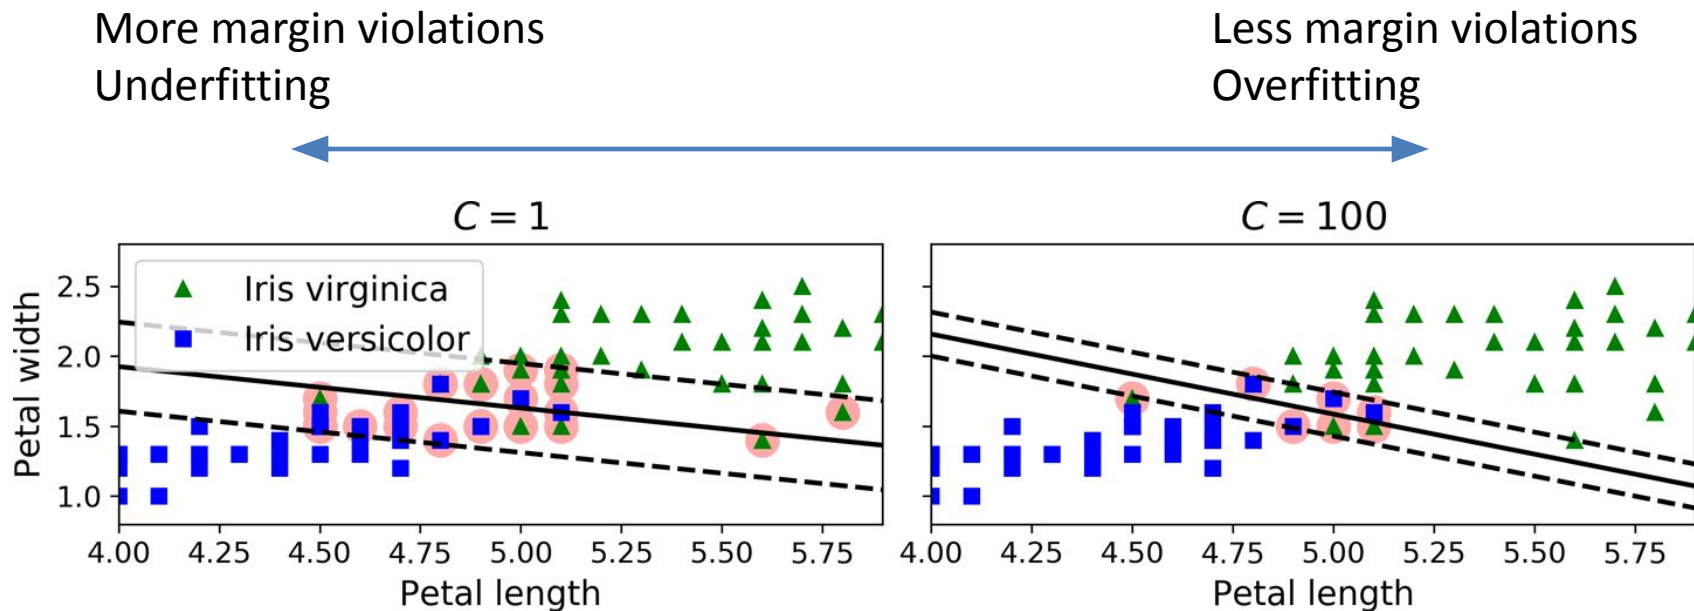 More margin violations
Underfitting
Less margin violations
Overfitting
C = 1
C = 100
Petal width
2.5
2.0
1.5
1.0
Iris virginica
Iris versicolor
4.00 4.25 4.50 4.75 5.00 5.25 5.50 5.75
Petal length
4.00 4.25 4.50 4.75 5.00 5.25 5.50 5.75
Petal length